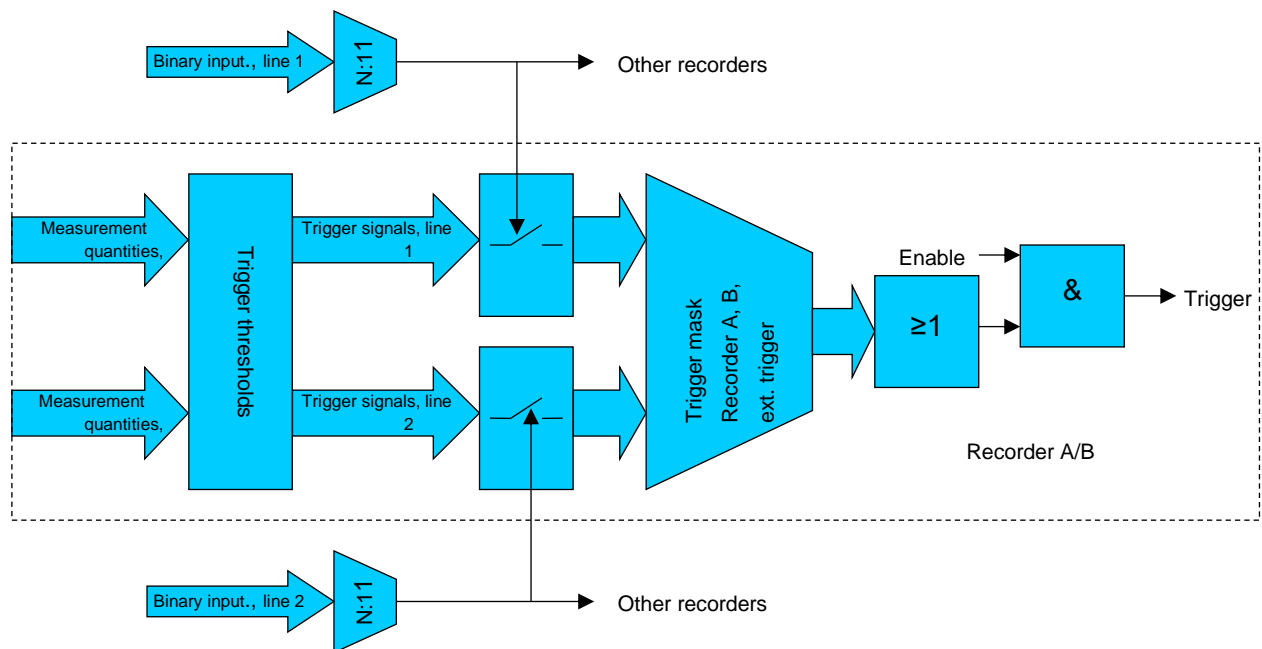 Binary input., line 1
N:11
Other recorders
Measurement
quantities,
Trigger thresholds
Trigger signals, line
1
Trigger mask
Recorder A, B,
ext. trigger
Enable
≥1
&
Trigger
Measurement
quantities,
Trigger signals, line
2
Recorder A/B
Binary input., line 2
N:11
Other recorders